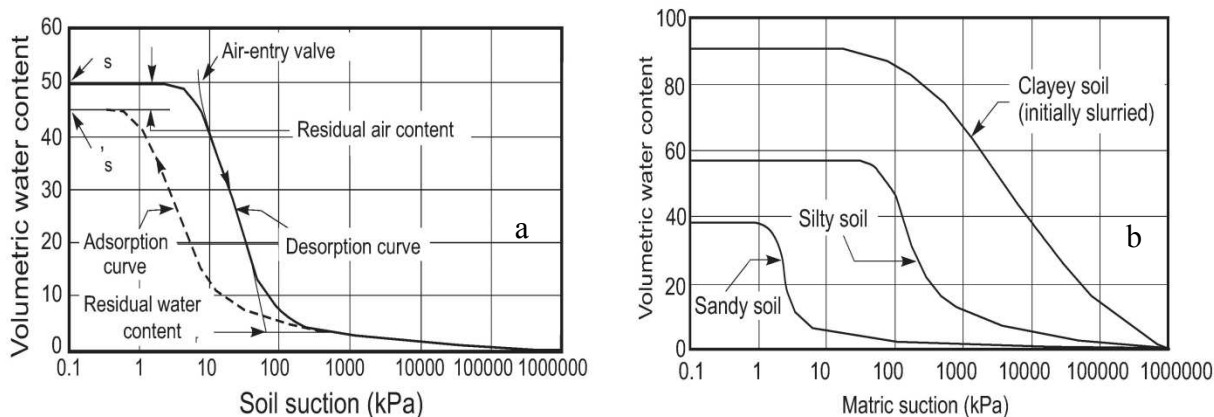 60
50
40
30
20
10
0
Volumetric water content
s
,
s
Air-entry valve
Residual air content
Adsorption
curve
Desorption curve
Residual water
content ,
r
a
0.1 1 10 100 1000 10000 100000 1000000
Soil suction (kPa)
100
80
60
40
20
0
Volumetric water content
Clayey soil
(initially slurried)
Silty soil
Sandy soil
b
0.1 1 10 100 1000 10000 100000 1000000
Matric suction (kPa)